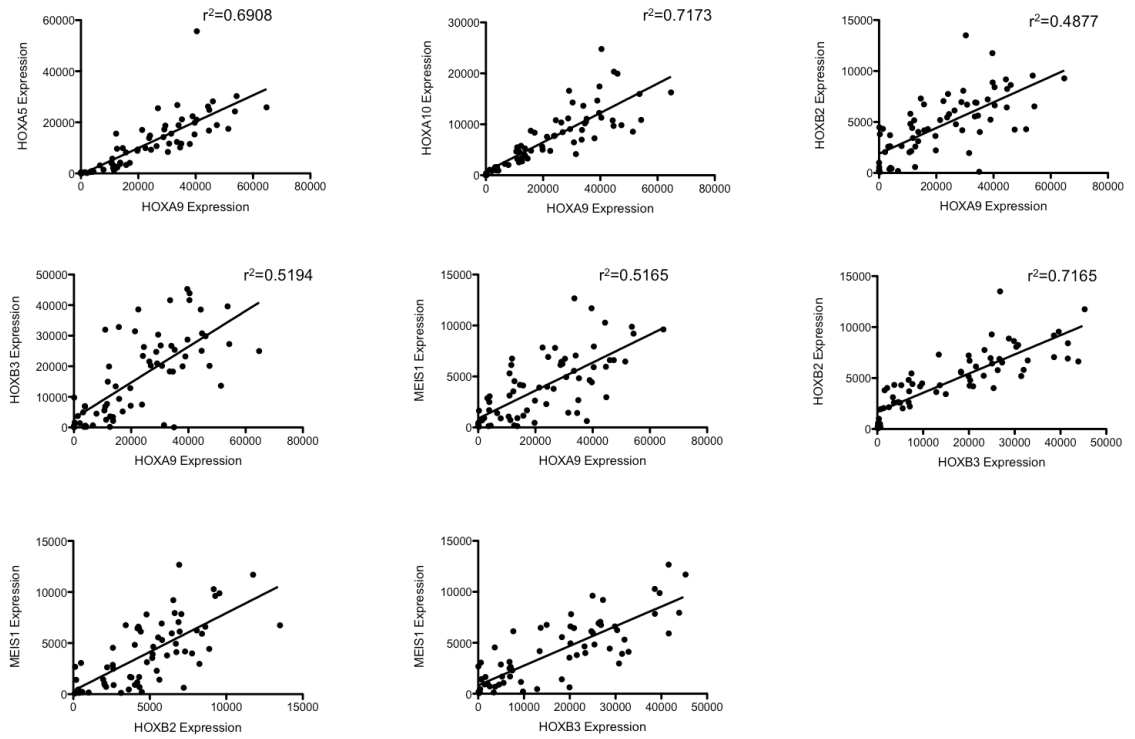 r²=0.6908
60000
40000
20000
0
0 20000 40000 60000 80000
HOXA5 Expression
HOXA9 Expression
r²=0.7173
30000
20000
10000
0
0 20000 40000 60000 80000
HOXA10 Expression
HOXA9 Expression
r²=0.4877
15000
10000
5000
0
0 20000 40000 60000 80000
HOXB2 Expression
HOXA9 Expression
r²=0.5194
50000
40000
30000
20000
10000
0
0 20000 40000 60000 80000
HOXB3 Expression
HOXA9 Expression
r²=0.5165
15000
10000
5000
0
0 20000 40000 60000 80000
MEIS1 Expression
HOXA9 Expression
r²=0.7165
15000
10000
5000
0
0 10000 20000 30000 40000 50000
HOXB2 Expression
HOXB3 Expression
15000
10000
5000
0
0 5000 10000 15000
MEIS1 Expression
HOXB2 Expression
15000
10000
5000
0
0 10000 20000 30000 40000 50000
MEIS1 Expression
HOXB3 Expression